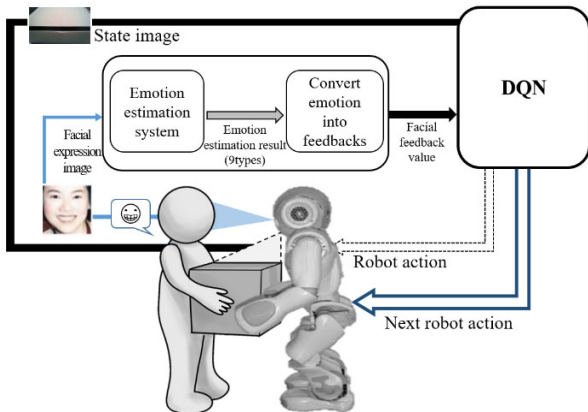 State image
Emotion
estimation
system
Emotion
estimation result
(9types)
Convert
emotion
into
feedbacks
Facial
feedback
value
DQN
Facial
expression
image
Robot action
Next robot action